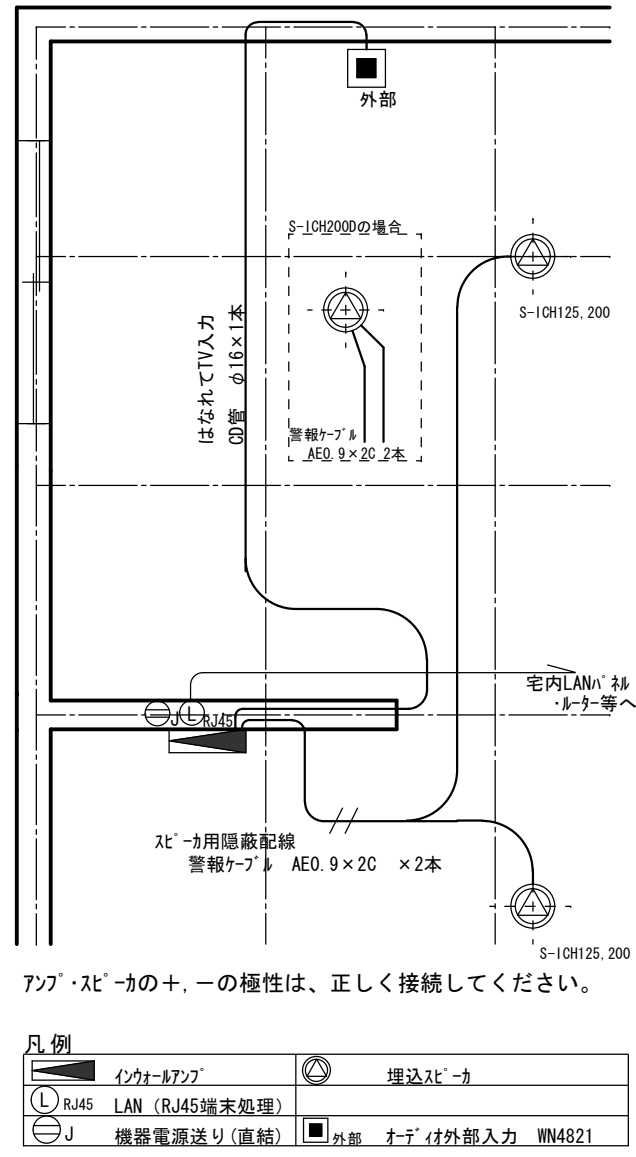 外部
S-ICH200Dの場合
S-ICH125,200
はなれてTV入力
CD管 φ16×1本
警報ｹｰﾌﾞﾙ
AE0.9×2C 2本
宅内LANﾊﾟﾈﾙ
・ﾙｰﾀｰ等へ
J
L
RJ45
ｽﾋﾟｰｶ用隠蔽配線
警報ｹｰﾌﾞﾙ AE0.9×2C ×2本
S-ICH125,200
ｱﾝﾌﾟ･ｽﾋﾟｰｶの＋,－の極性は、正しく接続してください。
凡例
ｲﾝｳｫｰﾙｱﾝﾌﾟ 埋込ｽﾋﾟｰｶ
L RJ45 LAN（RJ45端末処理）
J 機器電源送り(直結) 外部 ｵｰﾃﾞｨｵ外部入力 WN4821